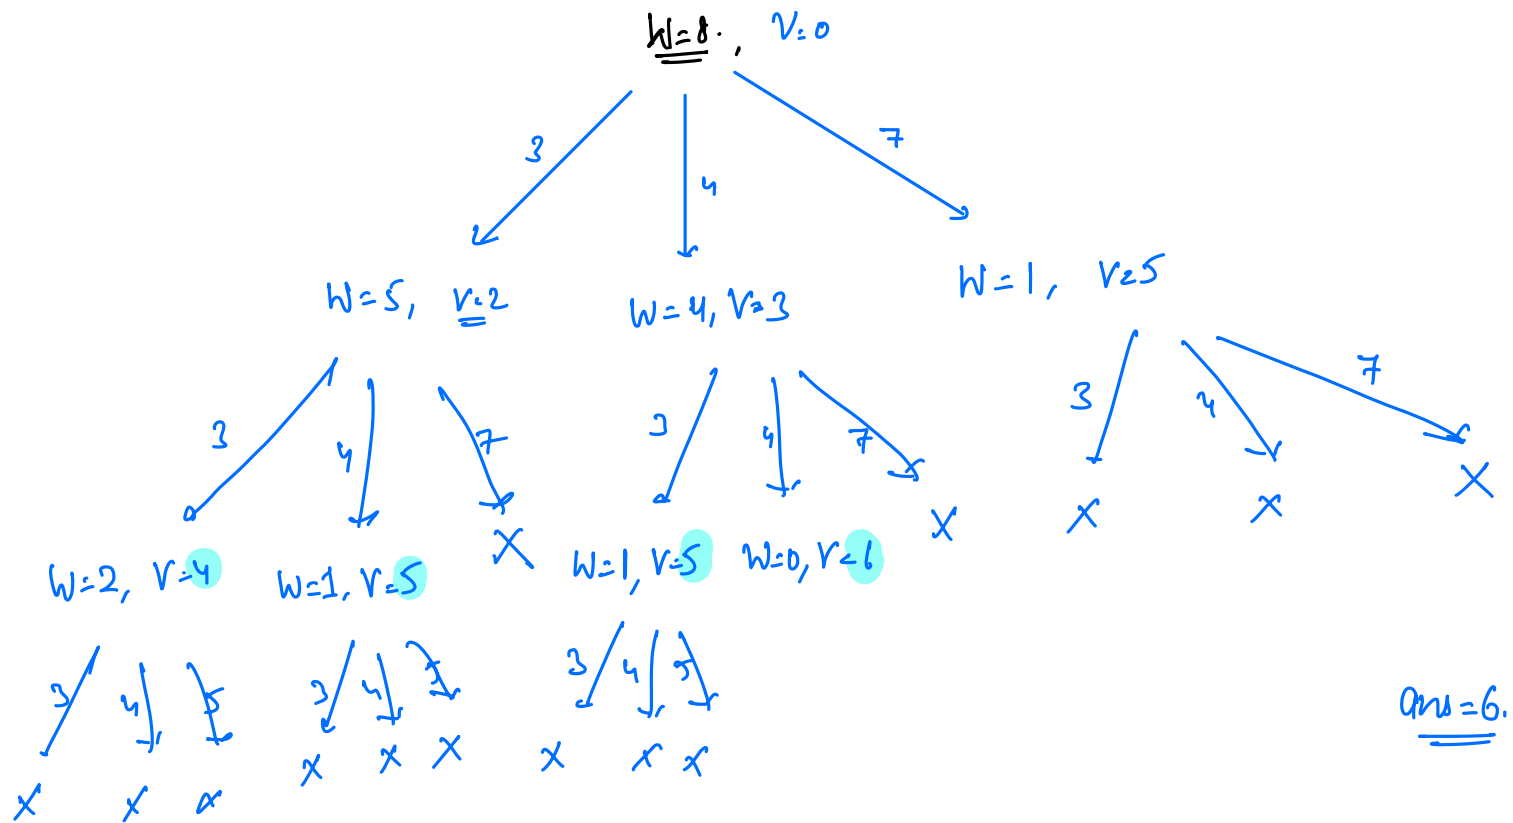 W=8. , V=0
3 4 7
W=5, V=2 W=4, V=3 W=1, V=5
3 4 7 3 4 7 3 4 7
X X X X X
W=2, V=4 W=1, V=5 W=1, V=5 W=0, V=6
3 4 5 3 4 3 4 5
X X X X X X X X X
ans=6.